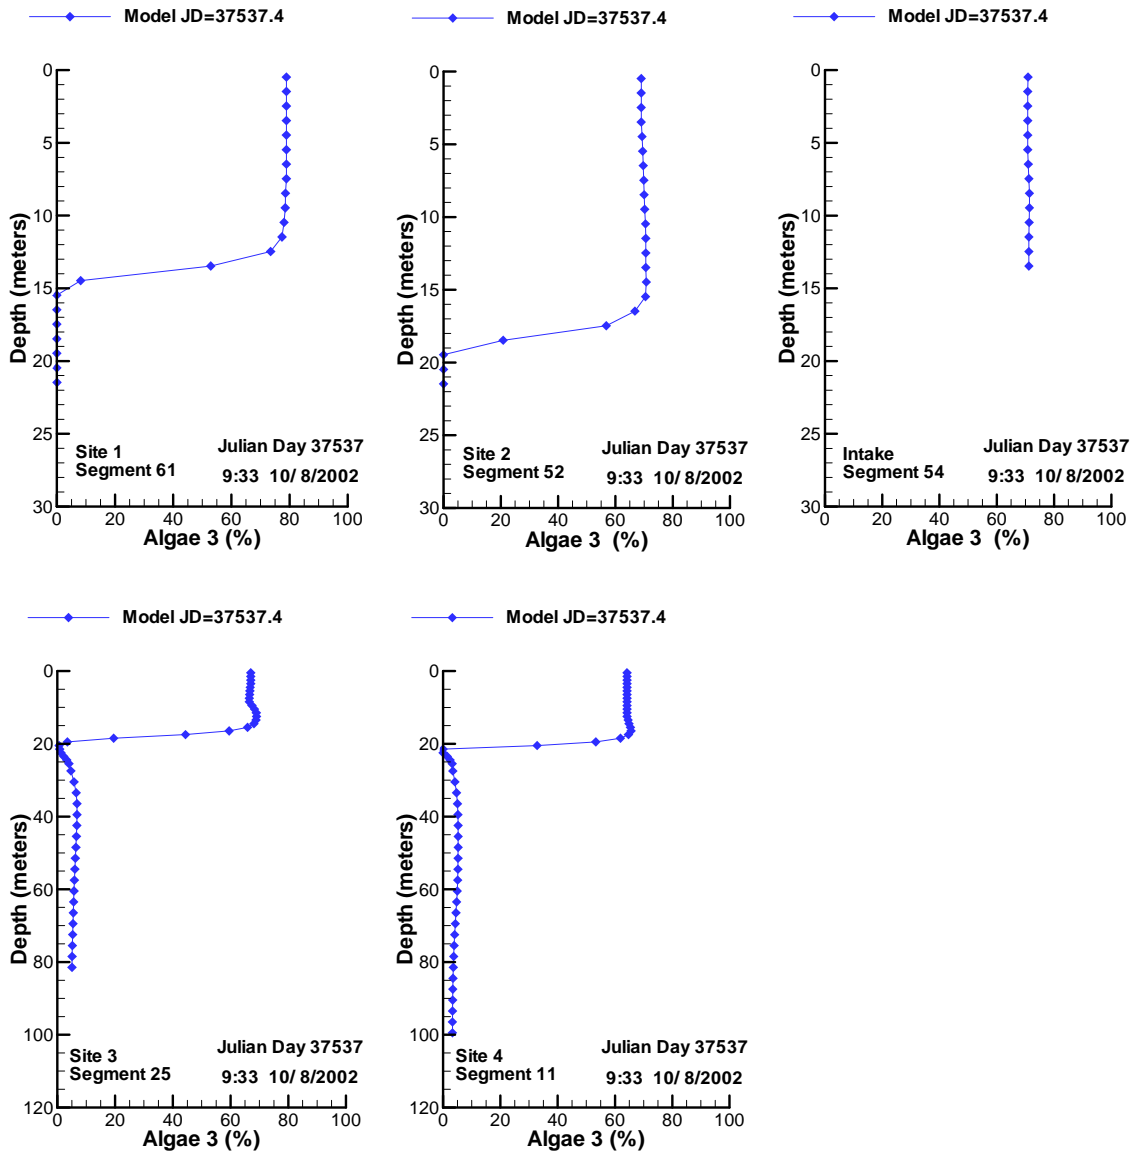 Model JD=37537.4
0
5
10
15
20
25
30
Depth (meters)
Site 1
Segment 61
Julian Day 37537
9:33 10/ 8/2002
0 20 40 60 80 100
Algae 3 (%)
Model JD=37537.4
0
5
10
15
20
25
30
Depth (meters)
Site 2
Segment 52
Julian Day 37537
9:33 10/ 8/2002
0 20 40 60 80 100
Algae 3 (%)
Model JD=37537.4
0
5
10
15
20
25
30
Depth (meters)
Intake
Segment 54
Julian Day 37537
9:33 10/ 8/2002
0 20 40 60 80 100
Algae 3 (%)
Model JD=37537.4
0
20
40
60
80
100
120
Depth (meters)
Site 3
Segment 25
Julian Day 37537
9:33 10/ 8/2002
0 20 40 60 80 100
Algae 3 (%)
Model JD=37537.4
0
20
40
60
80
100
120
Depth (meters)
Site 4
Segment 11
Julian Day 37537
9:33 10/ 8/2002
0 20 40 60 80 100
Algae 3 (%)